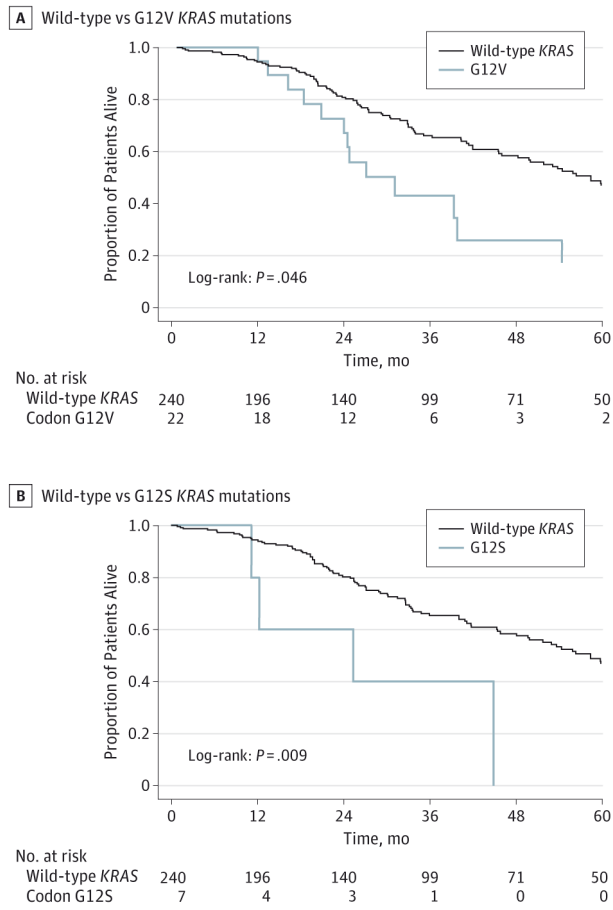 A Wild-type vs G12V KRAS mutations
1.0
0.8
0.6
0.4
0.2
0
Proportion of Patients Alive
Wild-type KRAS
G12V
Log-rank: P = .046
0 12 24 36 48 60
Time, mo
No. at risk
Wild-type KRAS 240 196 140 99 71 50
Codon G12V 22 18 12 6 3 2
B Wild-type vs G12S KRAS mutations
1.0
0.8
0.6
0.4
0.2
0
Proportion of Patients Alive
Wild-type KRAS
G12S
Log-rank: P = .009
0 12 24 36 48 60
Time, mo
No. at risk
Wild-type KRAS 240 196 140 99 71 50
Codon G12S 7 4 3 1 0 0